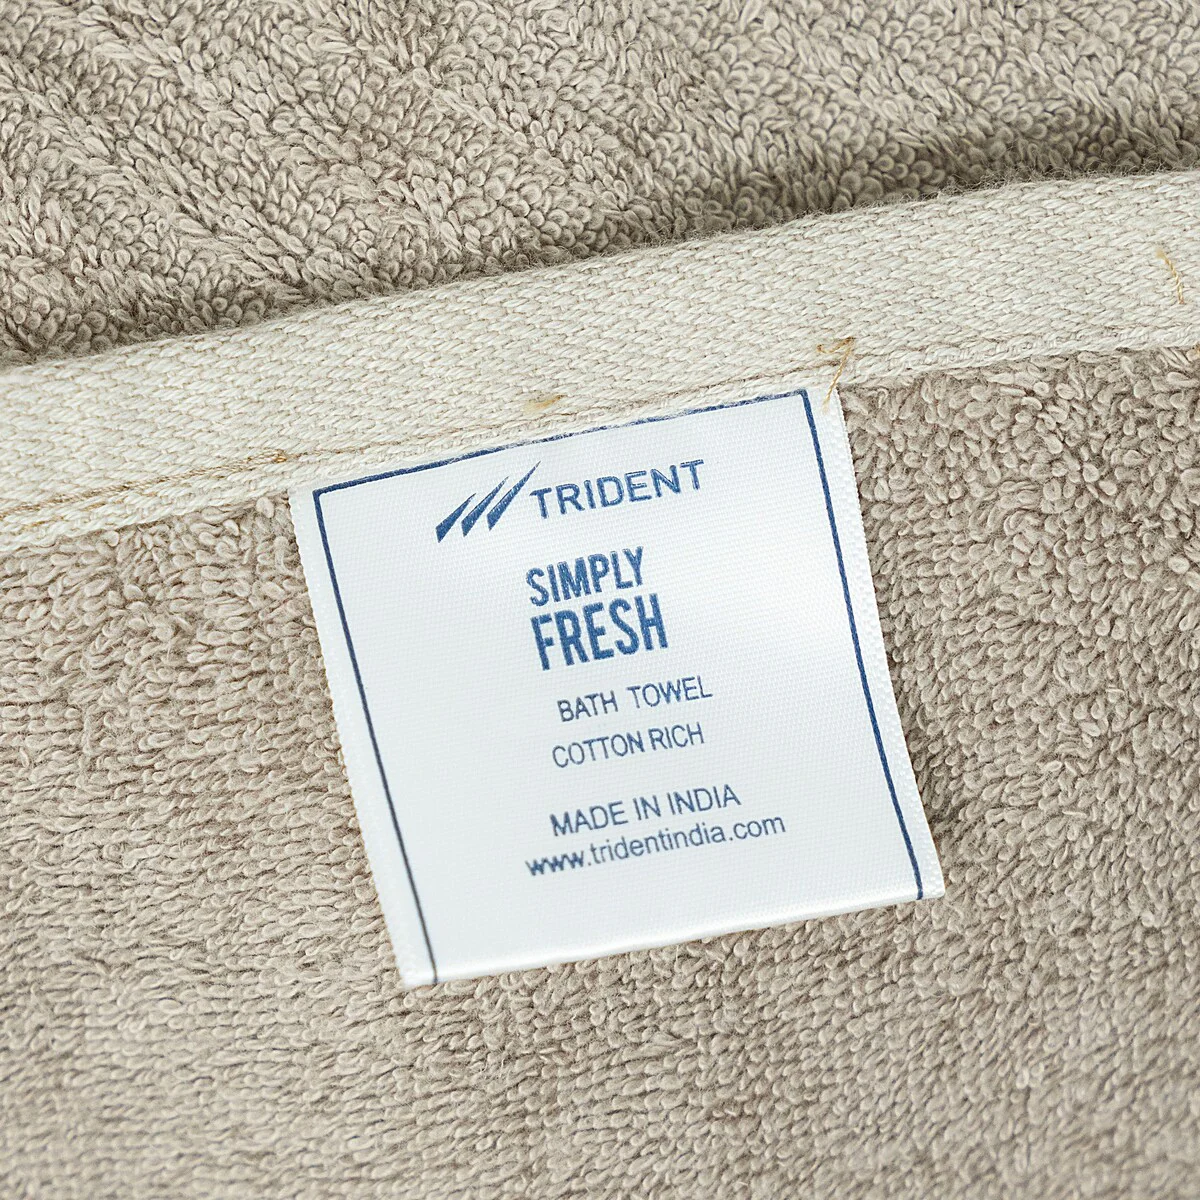 TRIDENT
SIMPLY
FRESH
BATH TOWEL
COTTON RICH
MADE IN INDIA
www.tridentindia.com